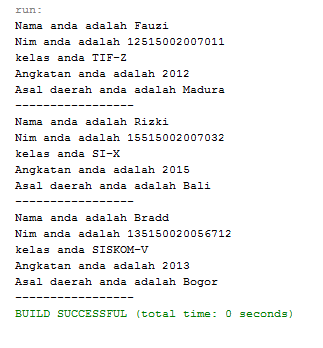 run:
Nama anda adalah Fauzi
Nim anda adalah 12515002007011
kelas anda TIF-Z
Angkatan anda adalah 2012
Asal daerah anda adalah Madura
-----------------
Nama anda adalah Rizki
Nim anda adalah 15515002007032
kelas anda SI-X
Angkatan anda adalah 2015
Asal daerah anda adalah Bali
-----------------
Nama anda adalah Bradd
Nim anda adalah 135150020056712
kelas anda SISKOM-V
Angkatan anda adalah 2013
Asal daerah anda adalah Bogor
-----------------
BUILD SUCCESSFUL (total time: 0 seconds)